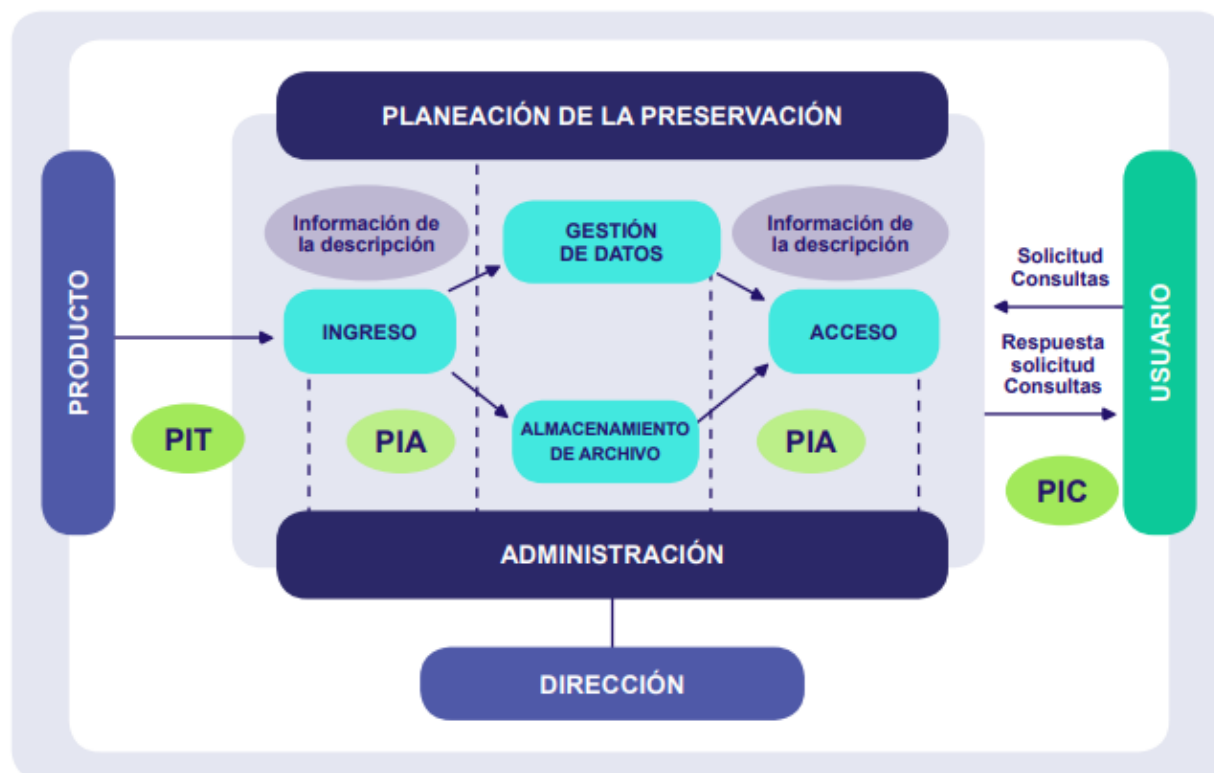 PLANEACIÓN DE LA PRESERVACIÓN
PRODUCTO
Información de
la descripción
GESTIÓN
DE DATOS
Información de
la descripción
Solicitud
Consultas
INGRESO
ACCESO
Respuesta
solicitud
Consultas
USUARIO
PIT
PIA
ALMACENAMIENTO
DE ARCHIVO
PIA
PIC
ADMINISTRACIÓN
DIRECCIÓN